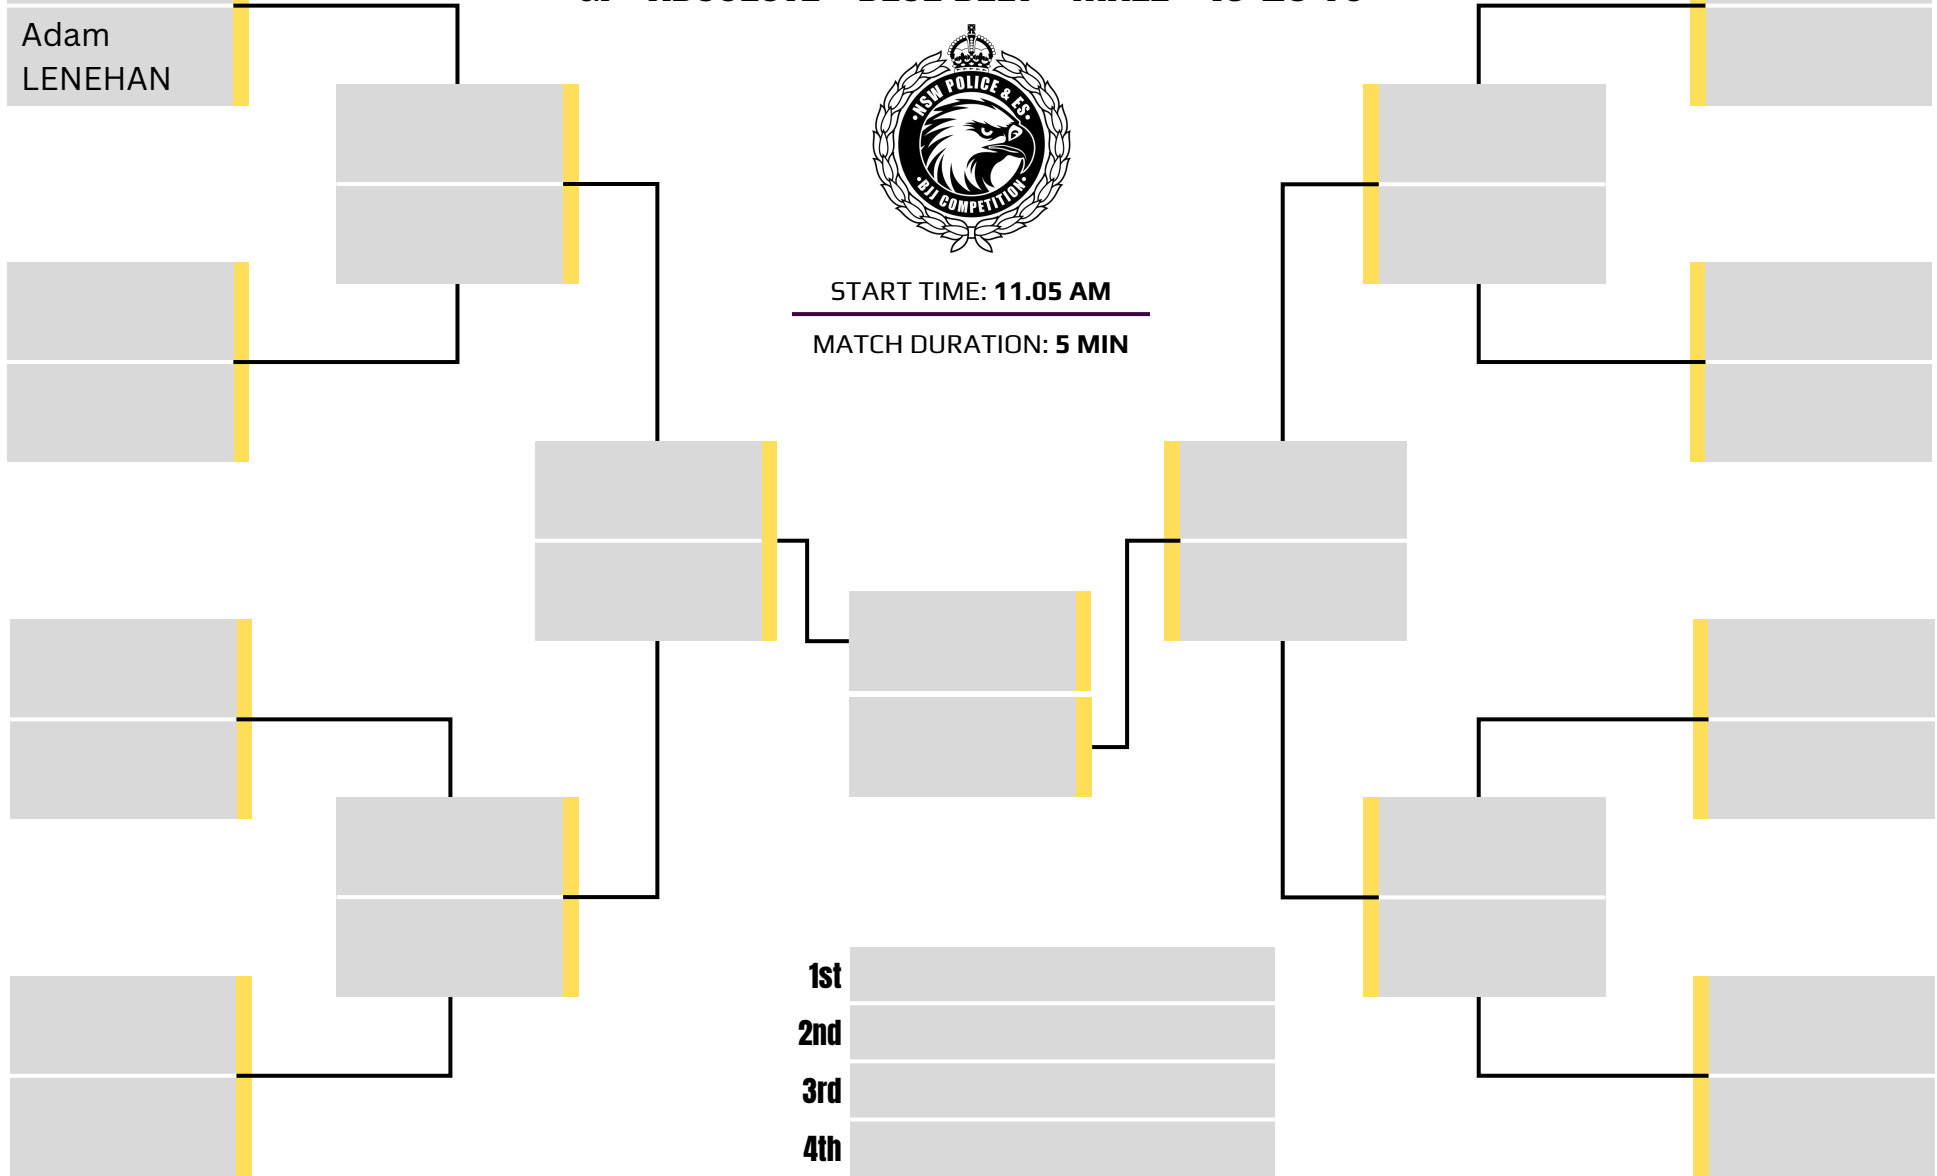 Adam
LENEHAN
NSW POLICE & ES
BJJ COMPETITION
START TIME: 11.05 AM
MATCH DURATION: 5 MIN
1st
2nd
3rd
4th